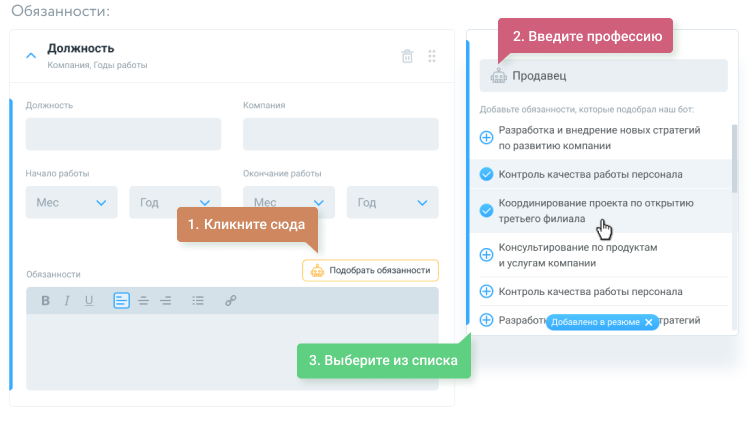 Обязанности:
Должность
Компания, Годы работы
Должность
Компания
Начало работы
Окончание работы
Мес
Год
Мес
Год
1. Кликните сюда
Обязанности
Подобрать обязанности
B I U
2. Введите профессию
Продавец
Добавьте обязанности, которые подобрал наш бот:
Разработка и внедрение новых стратегий
по развитию компании
Контроль качества работы персонала
Координирование проекта по открытию
третьего филиала
Консультирование по продуктам
и услугам компании
Контроль качества работы персонала
Добавлено в резюме
3. Выберите из списка